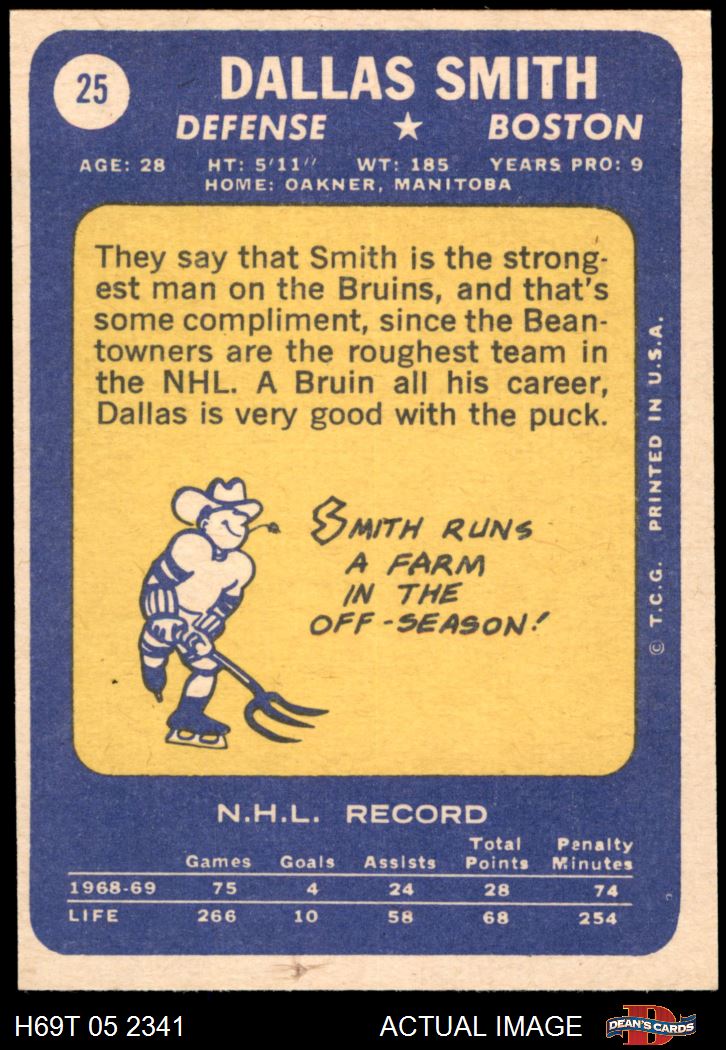 25
DALLAS SMITH
DEFENSE ★ BOSTON
AGE: 28 HT: 5'11" WT: 185 YEARS PRO: 9
HOME: OAKNER, MANITOBA
They say that Smith is the strong-
est man on the Bruins, and that's
some compliment, since the Bean-
towners are the roughest team in
the NHL. A Bruin all his career,
Dallas is very good with the puck.
SMITH RUNS
A FARM
IN THE
OFF-SEASON!
© T.C.G. PRINTED IN U.S.A.
N.H.L. RECORD
Games Goals Assists Total Points Penalty Minutes
1968-69 75 4 24 28 74
LIFE 266 10 58 68 254
H69T 05 2341 ACTUAL IMAGE
D
DEAN'S CARDS